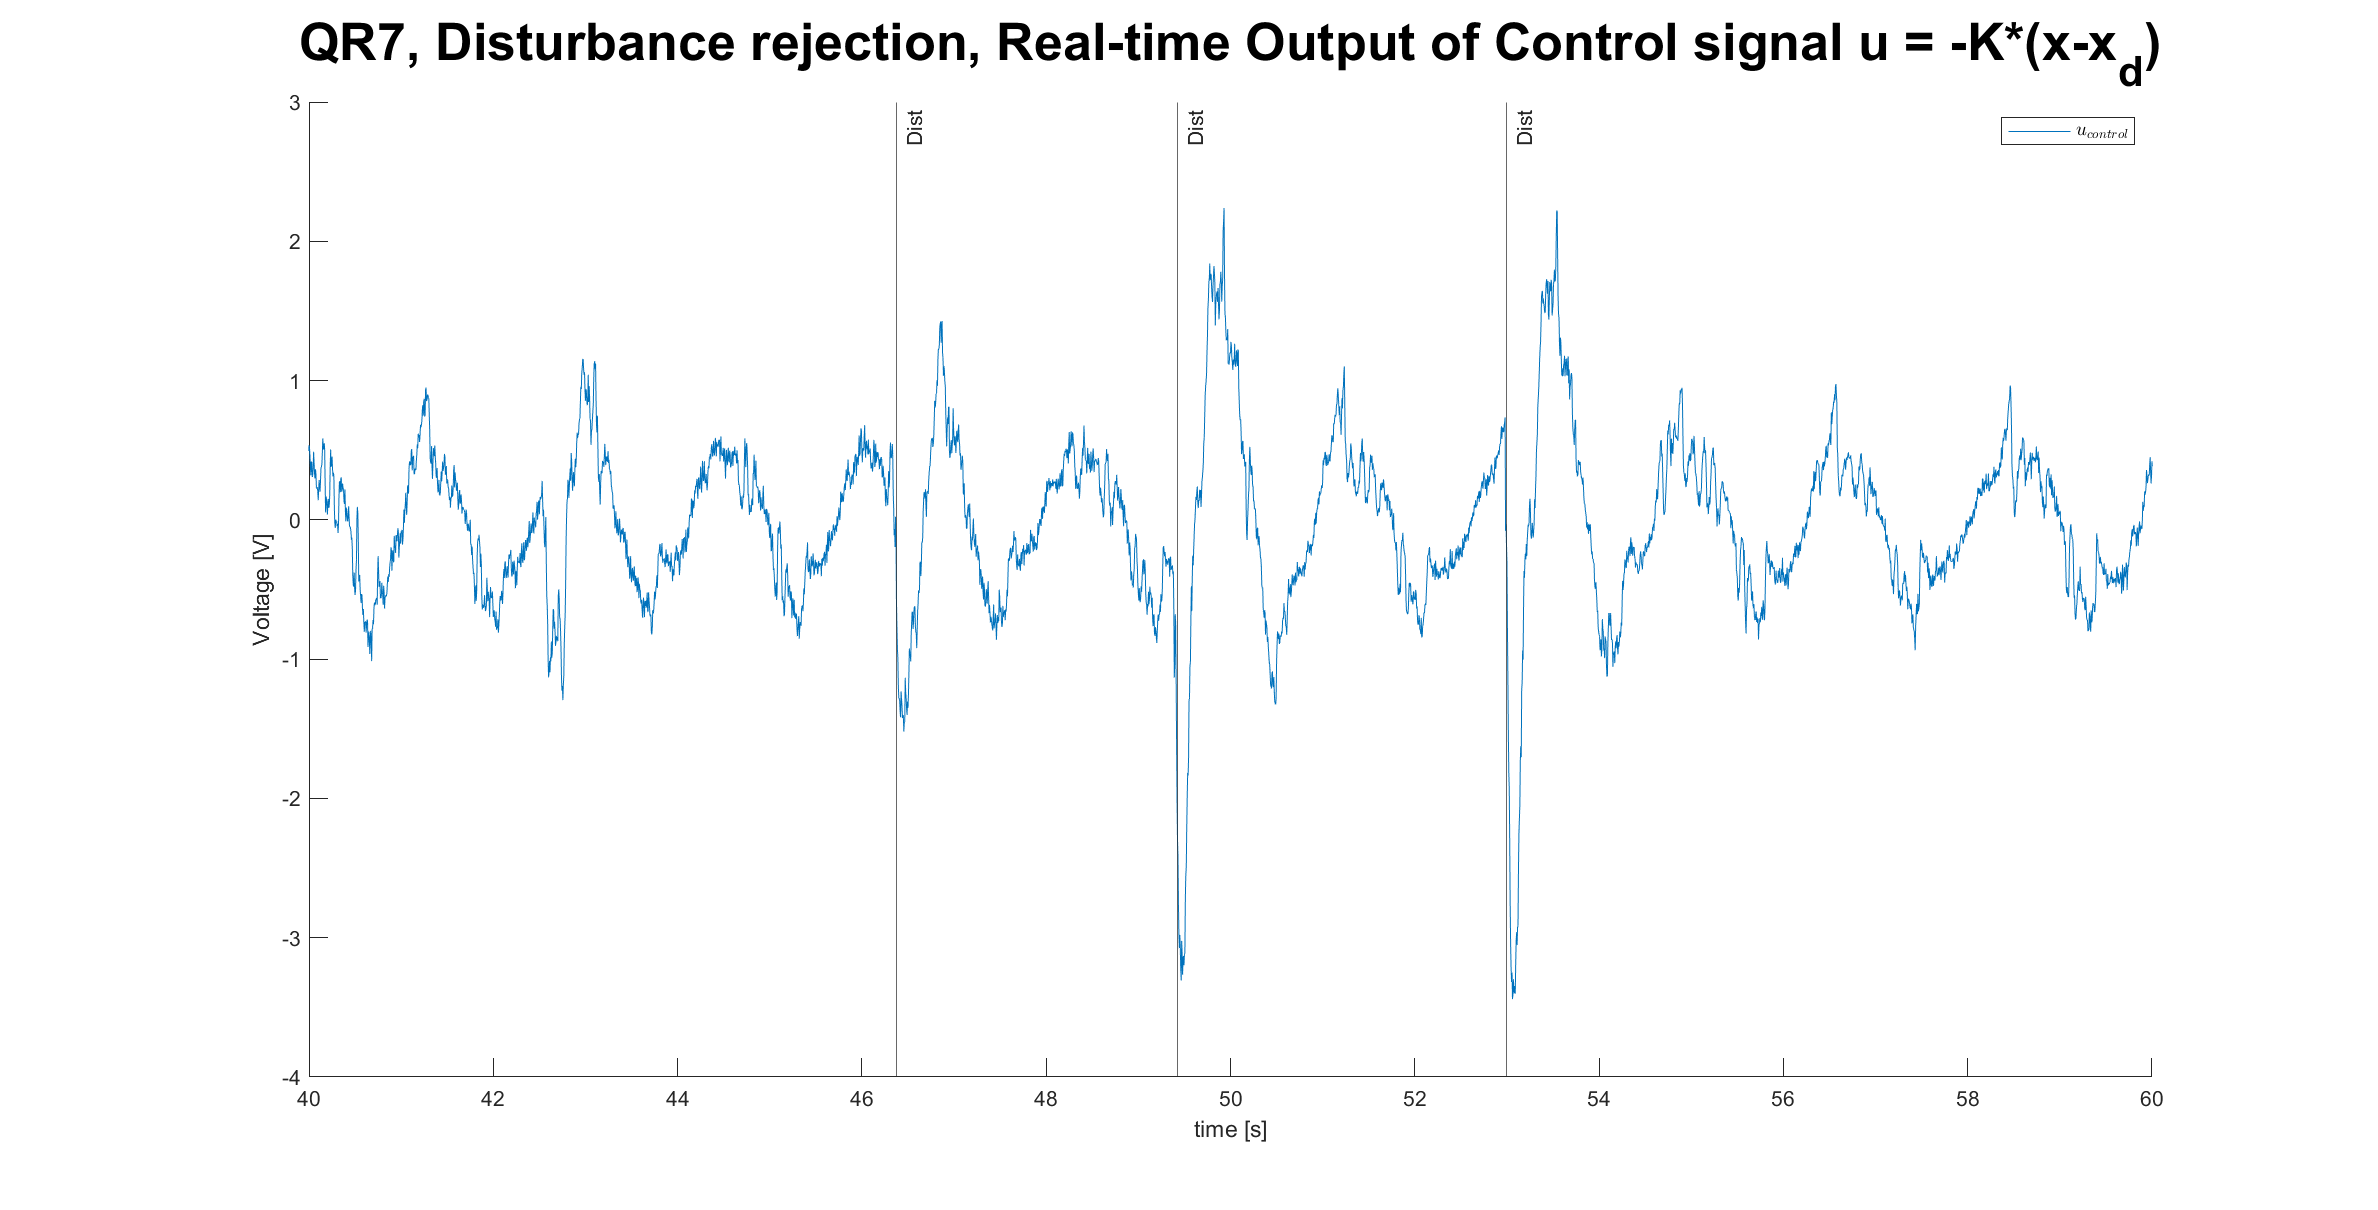 QR7, Disturbance rejection, Real-time Output of Control signal u = -K*(x-x_d)
3
Dist
Dist
Dist
u_control
2
1
0
-1
-2
-3
-4
Voltage [V]
40
42
44
46
48
50
52
54
56
58
60
time [s]